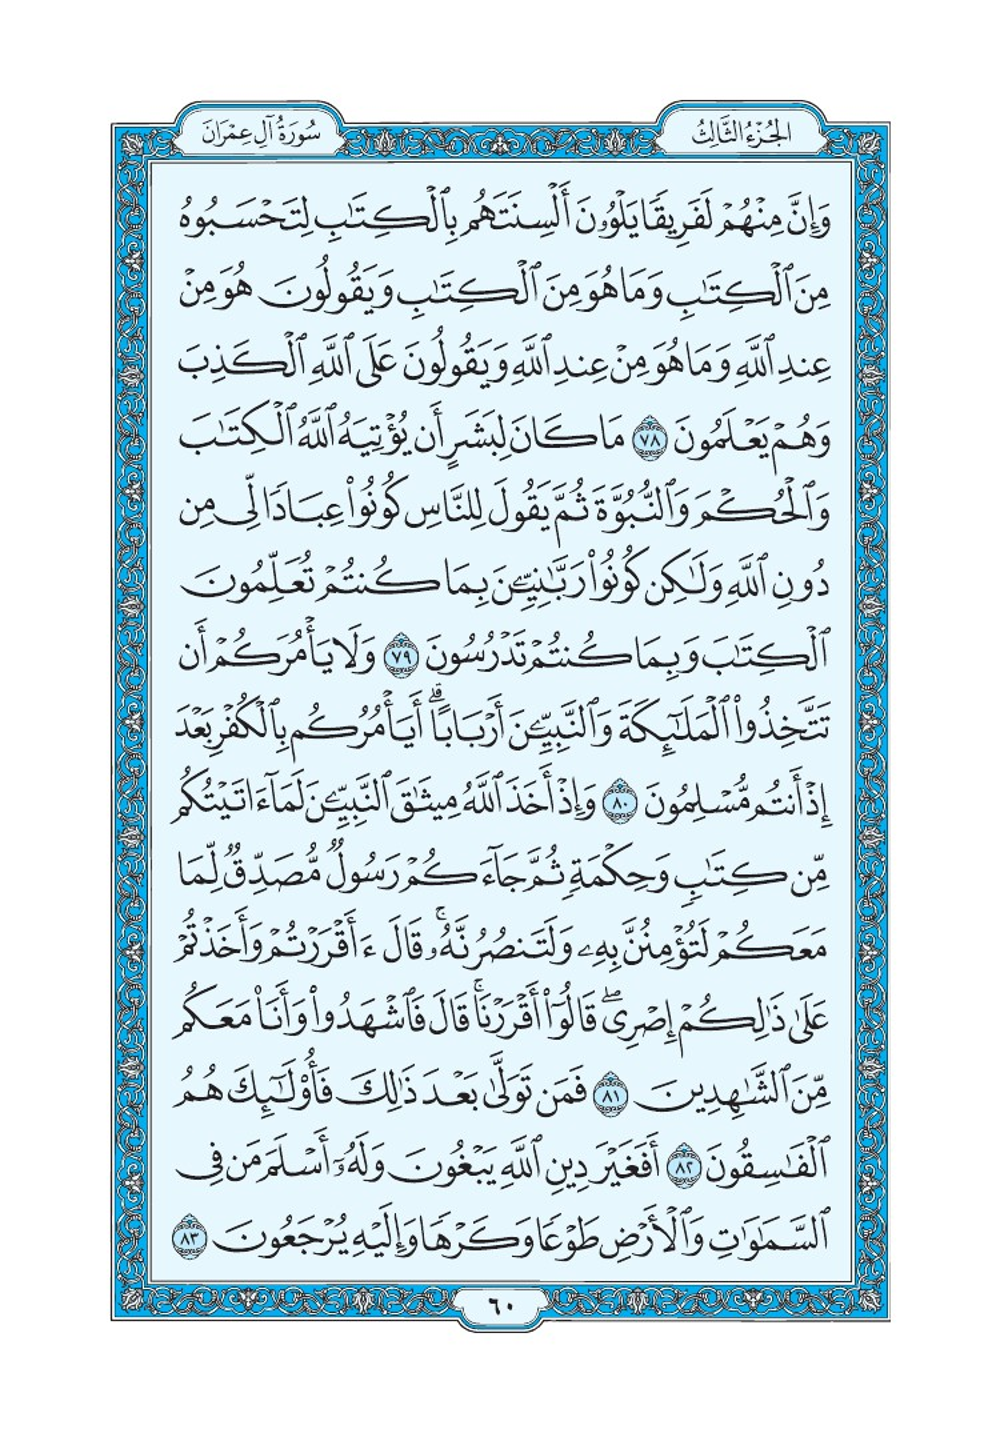 الجُزْءُ الثَّالِثُ
سُورَةُ آلِ عِمْرَانَ
وَإِنَّ مِنْهُمْ لَفَرِيقًا يَلْوُۥنَ أَلْسِنَتَهُم بِٱلْكِتَٰبِ لِتَحْسَبُوهُ
مِنَ ٱلْكِتَٰبِ وَمَا هُوَ مِنَ ٱلْكِتَٰبِ وَيَقُولُونَ هُوَ مِنْ
عِندِ ٱللَّهِ وَمَا هُوَ مِنْ عِندِ ٱللَّهِ وَيَقُولُونَ عَلَى ٱللَّهِ ٱلْكَذِبَ
وَهُمْ يَعْلَمُونَ ٧٨ مَا كَانَ لِبَشَرٍ أَن يُؤْتِيَهُ ٱللَّهُ ٱلْكِتَٰبَ
وَٱلْحُكْمَ وَٱلنُّبُوَّةَ ثُمَّ يَقُولَ لِلنَّاسِ كُونُوا۟ عِبَادًا لِّى مِن
دُونِ ٱللَّهِ وَلَٰكِن كُونُوا۟ رَبَّٰنِيِّۦنَ بِمَا كُنتُمْ تُعَلِّمُونَ
ٱلْكِتَٰبَ وَبِمَا كُنتُمْ تَدْرُسُونَ ٧٩ وَلَا يَأْمُرَكُمْ أَن
تَتَّخِذُوا۟ ٱلْمَلَٰٓئِكَةَ وَٱلنَّبِيِّۦنَ أَرْبَابًا ۗ أَيَأْمُرُكُم بِٱلْكُفْرِ بَعْدَ
إِذْ أَنتُم مُّسْلِمُونَ ٨٠ وَإِذْ أَخَذَ ٱللَّهُ مِيثَٰقَ ٱلنَّبِيِّۦنَ لَمَآ ءَاتَيْتُكُم
مِّن كِتَٰبٍ وَحِكْمَةٍ ثُمَّ جَآءَكُمْ رَسُولٌ مُّصَدِّقٌ لِّمَا
مَعَكُمْ لَتُؤْمِنُنَّ بِهِۦ وَلَتَنصُرُنَّهُۥ ۚ قَالَ ءَأَقْرَرْتُمْ وَأَخَذْتُمْ
عَلَىٰ ذَٰلِكُمْ إِصْرِى ۖ قَالُوٓا۟ أَقْرَرْنَا ۚ قَالَ فَٱشْهَدُوا۟ وَأَنَا۠ مَعَكُم
مِّنَ ٱلشَّٰهِدِينَ ٨١ فَمَن تَوَلَّىٰ بَعْدَ ذَٰلِكَ فَأُو۟لَٰٓئِكَ هُمُ
ٱلْفَٰسِقُونَ ٨٢ أَفَغَيْرَ دِينِ ٱللَّهِ يَبْغُونَ وَلَهُۥٓ أَسْلَمَ مَن فِى
ٱلسَّمَٰوَٰتِ وَٱلْأَرْضِ طَوْعًا وَكَرْهًا وَإِلَيْهِ يُرْجَعُونَ ٨٣
٦٠